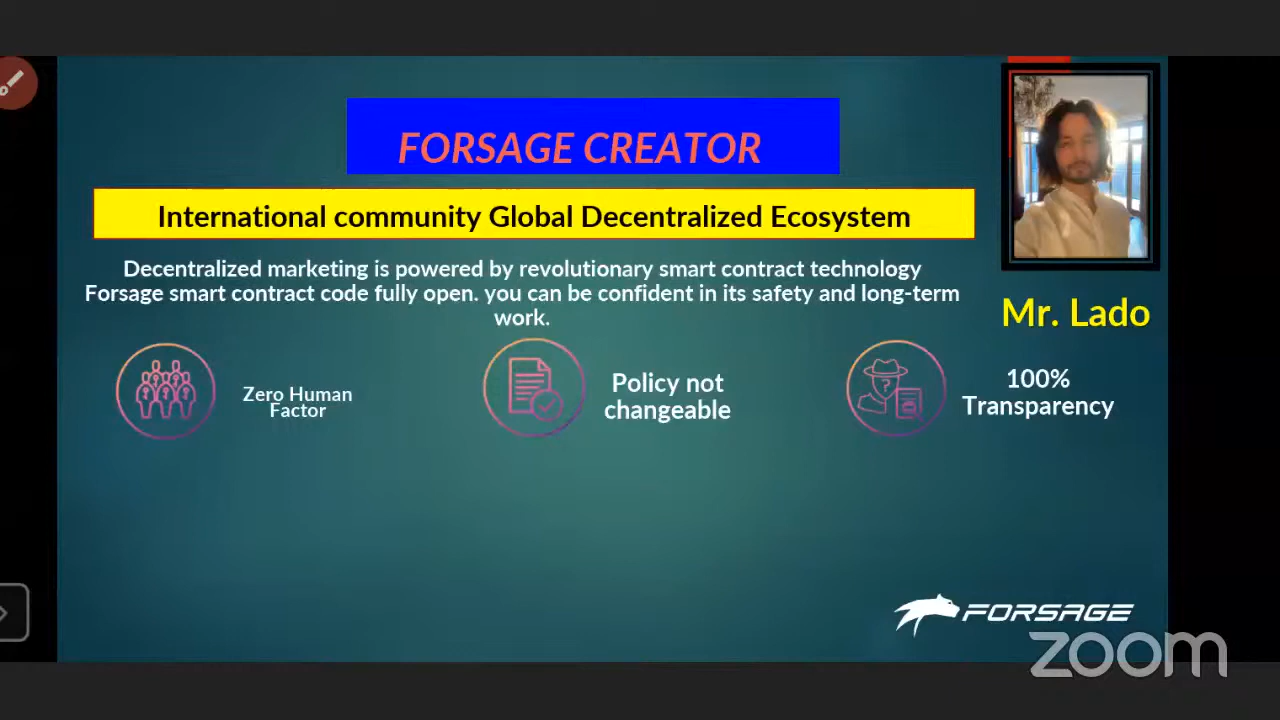 FORSAGE CREATOR
International community Global Decentralized Ecosystem
Decentralized marketing is powered by revolutionary smart contract technology
Forsage smart contract code fully open. you can be confident in its safety and long-term
work.
Mr. Lado
Zero Human
Factor
Policy not
changeable
100%
Transparency
FORSAGE
zoom